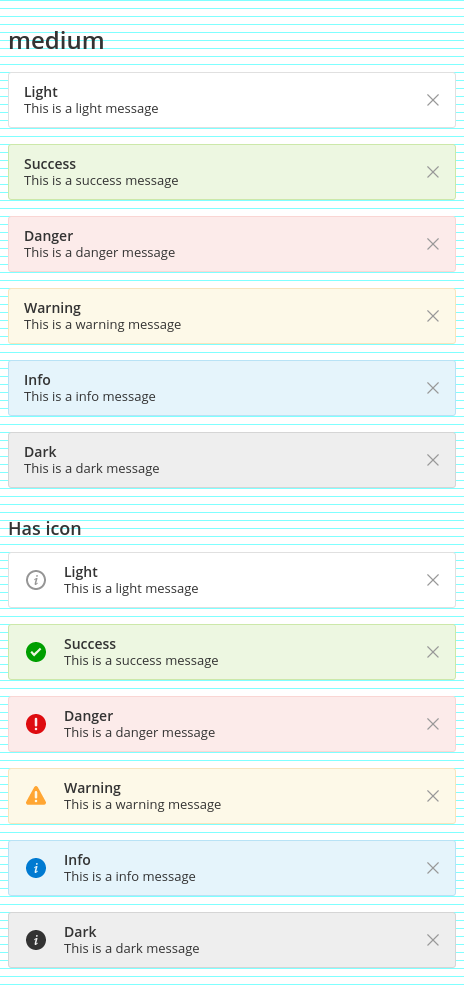 medium
Light
This is a light message
Success
This is a success message
Danger
This is a danger message
Warning
This is a warning message
Info
This is a info message
Dark
This is a dark message
Has icon
Light
This is a light message
Success
This is a success message
Danger
This is a danger message
Warning
This is a warning message
Info
This is a info message
Dark
This is a dark message